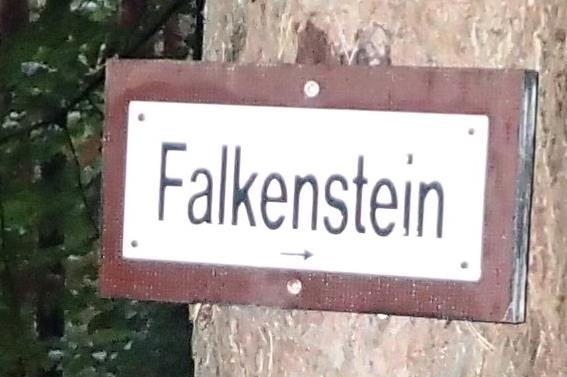 Falkenstein
→